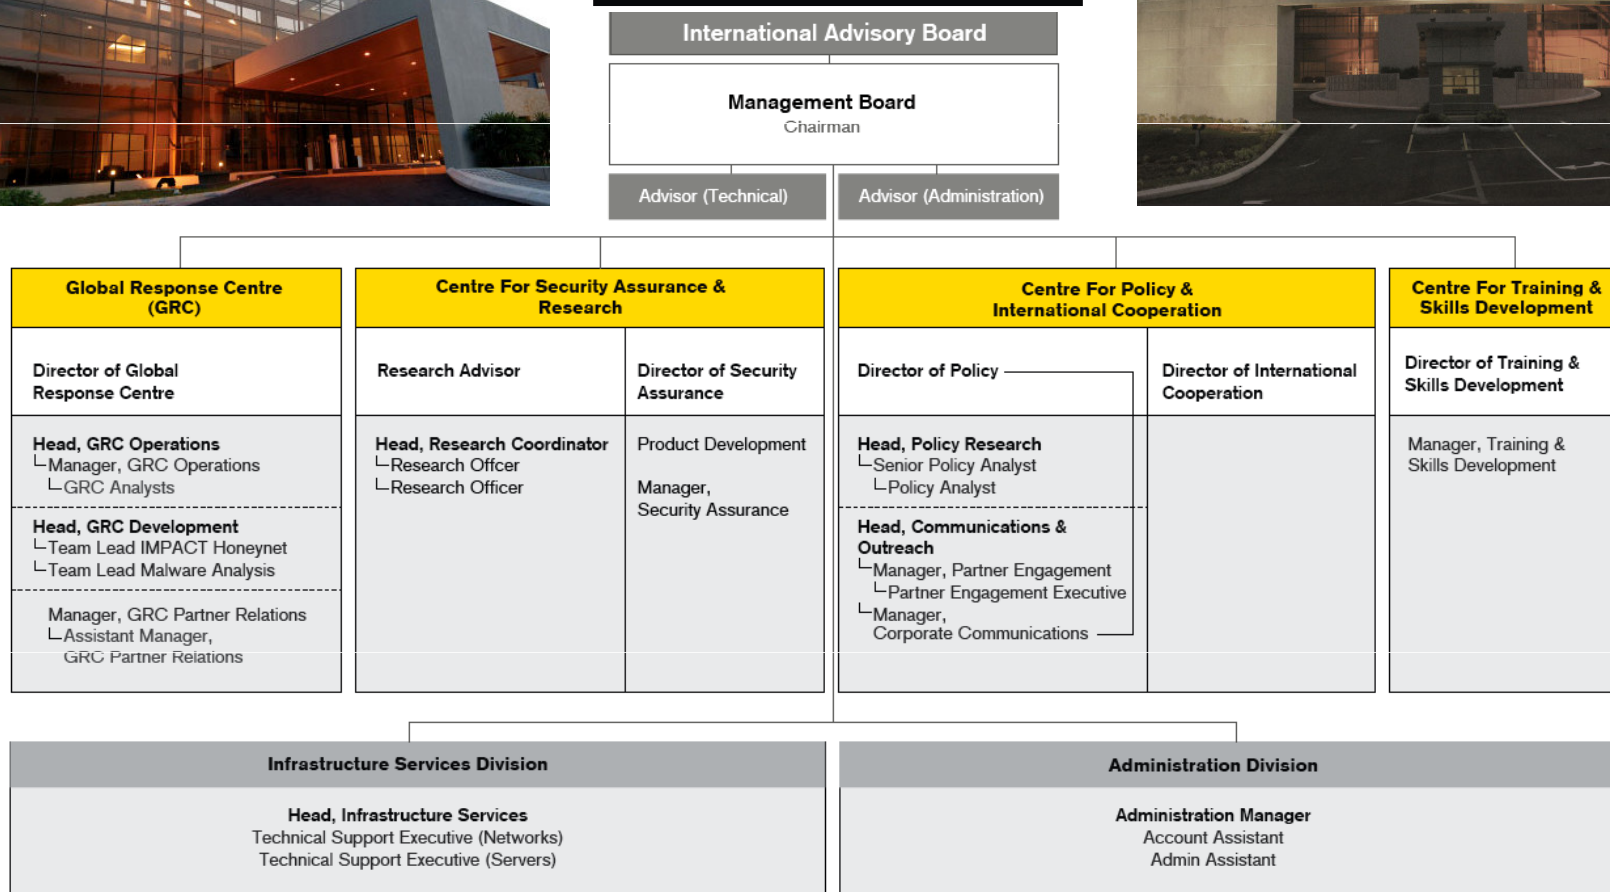 International Advisory Board
Management Board
Chairman
Advisor (Technical)
Advisor (Administration)
Global Response Centre
(GRC)
Director of Global
Response Centre
Head, GRC Operations
Manager, GRC Operations
GRC Analysts
Head, GRC Development
Team Lead IMPACT Honeynet
Team Lead Malware Analysis
Manager, GRC Partner Relations
Assistant Manager,
GRC Partner Relations
Centre For Security Assurance &
Research
Research Advisor
Head, Research Coordinator
Research Offcer
Research Officer
Director of Security
Assurance
Product Development
Manager,
Security Assurance
Centre For Policy &
International Cooperation
Director of Policy
Head, Policy Research
Senior Policy Analyst
Policy Analyst
Head, Communications &
Outreach
Manager, Partner Engagement
Partner Engagement Executive
Manager,
Corporate Communications
Director of International
Cooperation
Centre For Training &
Skills Development
Director of Training &
Skills Development
Manager, Training &
Skills Development
Infrastructure Services Division
Head, Infrastructure Services
Technical Support Executive (Networks)
Technical Support Executive (Servers)
Administration Division
Administration Manager
Account Assistant
Admin Assistant